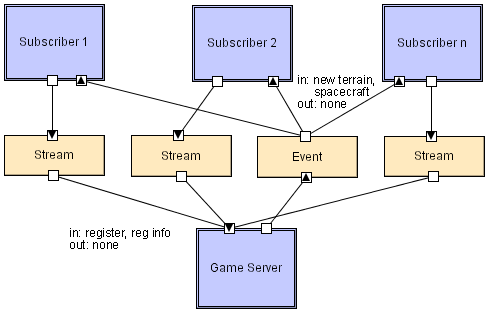 Subscriber 1
Subscriber 2
Subscriber n
in: new terrain,
spacecraft
out: none
Stream
Stream
Event
Stream
in: register, reg info
out: none
Game Server